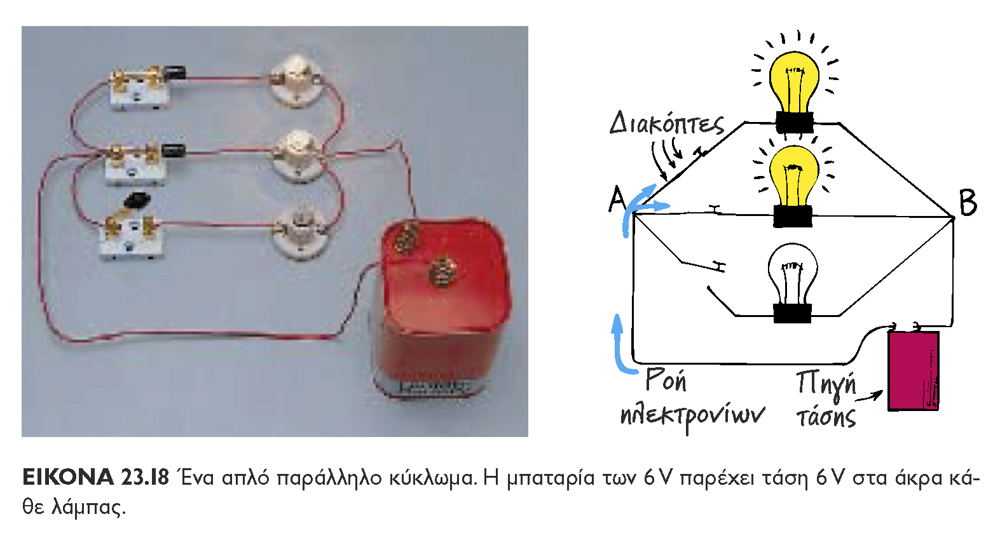 Διακόπτες
A
B
Ροή
ηλεκτρονίων
Πηγή
τάσης
ΕΙΚΟΝΑ 23.18 Ένα απλό παράλληλο κύκλωμα. Η μπαταρία των 6 V παρέχει τάση 6 V στα άκρα κά-
θε λάμπας.